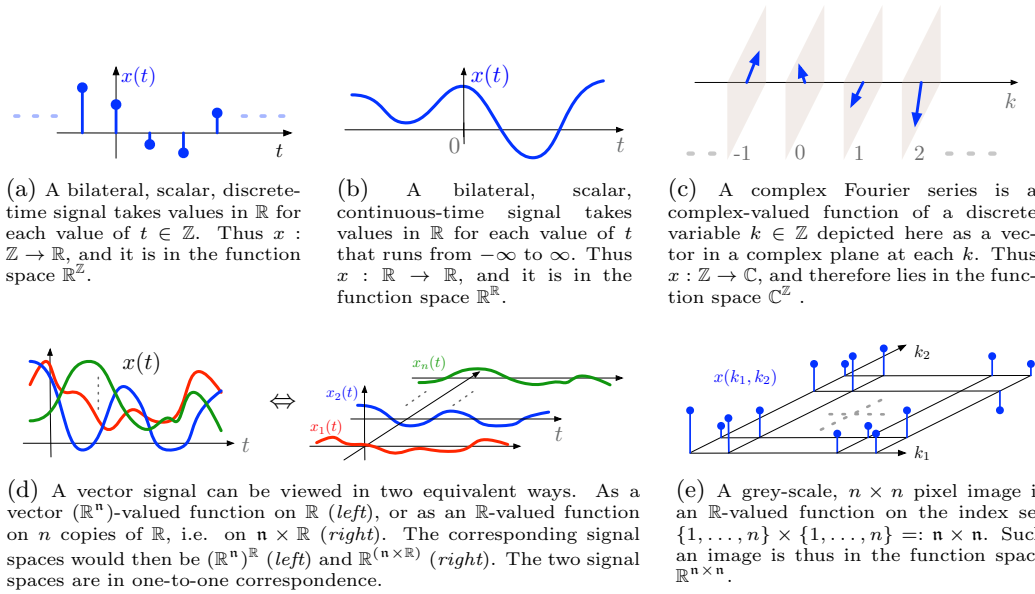 x(t)
t
(a) A bilateral, scalar, discrete-
time signal takes values in ℝ for
each value of t ∈ ℤ. Thus x :
ℤ → ℝ, and it is in the function
space ℝ^ℤ.
x(t)
0
t
(b) A bilateral, scalar,
continuous-time signal takes
values in ℝ for each value of t
that runs from −∞ to ∞. Thus
x : ℝ → ℝ, and it is in the
function space ℝ^ℝ.
k
-1 0 1 2
(c) A complex Fourier series is a
complex-valued function of a discrete
variable k ∈ ℤ depicted here as a vec-
tor in a complex plane at each k. Thus
x : ℤ → ℂ, and therefore lies in the func-
tion space ℂ^ℤ .
x(t)
t
⇔
x_n(t)
x_2(t)
x_1(t)
t
(d) A vector signal can be viewed in two equivalent ways. As a
vector (ℝ^𝔫)-valued function on ℝ (left), or as an ℝ-valued function
on n copies of ℝ, i.e. on 𝔫 × ℝ (right). The corresponding signal
spaces would then be (ℝ^𝔫)^ℝ (left) and ℝ^(𝔫×ℝ) (right). The two signal
spaces are in one-to-one correspondence.
x(k_1, k_2)
k_2
k_1
(e) A grey-scale, n × n pixel image i
an ℝ-valued function on the index se
{1, . . . , n} × {1, . . . , n} =: 𝔫 × 𝔫. Suc
an image is thus in the function spac
ℝ^𝔫×𝔫.